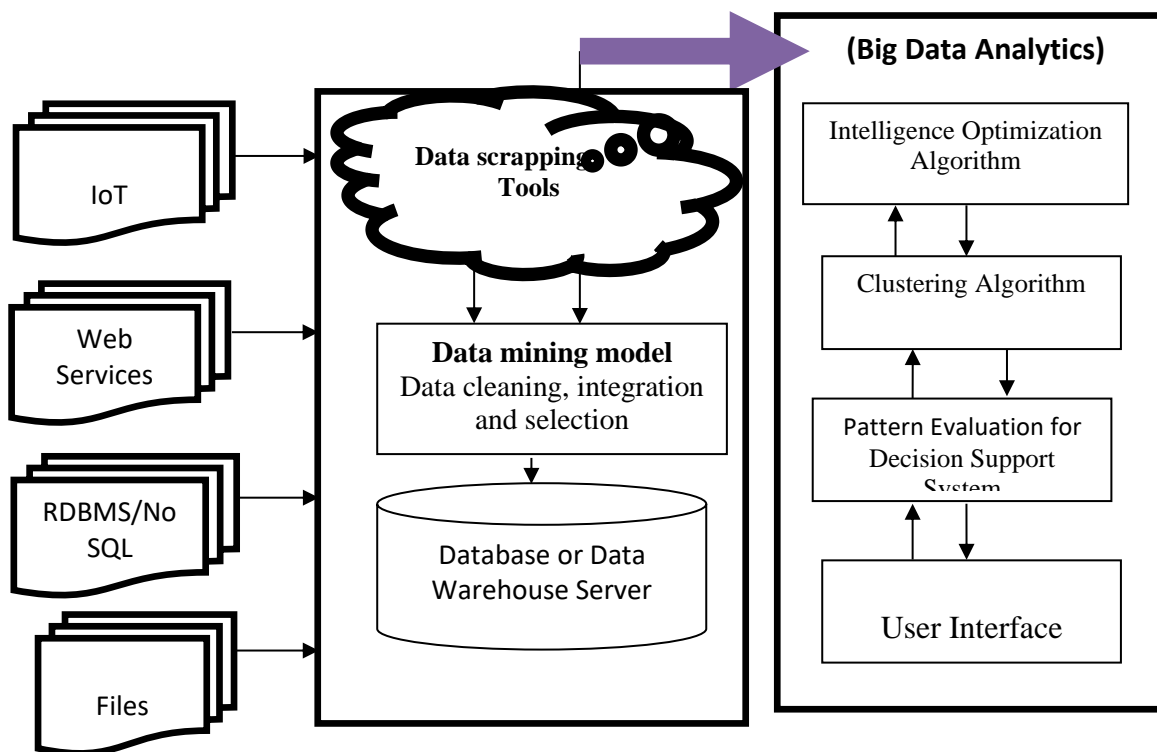 (Big Data Analytics)
IoT
Web
Services
RDBMS/No
SQL
Files
Data scrapping
Tools
Data mining model
Data cleaning, integration
and selection
Database or Data
Warehouse Server
Intelligence Optimization
Algorithm
Clustering Algorithm
Pattern Evaluation for
Decision Support
System
User Interface